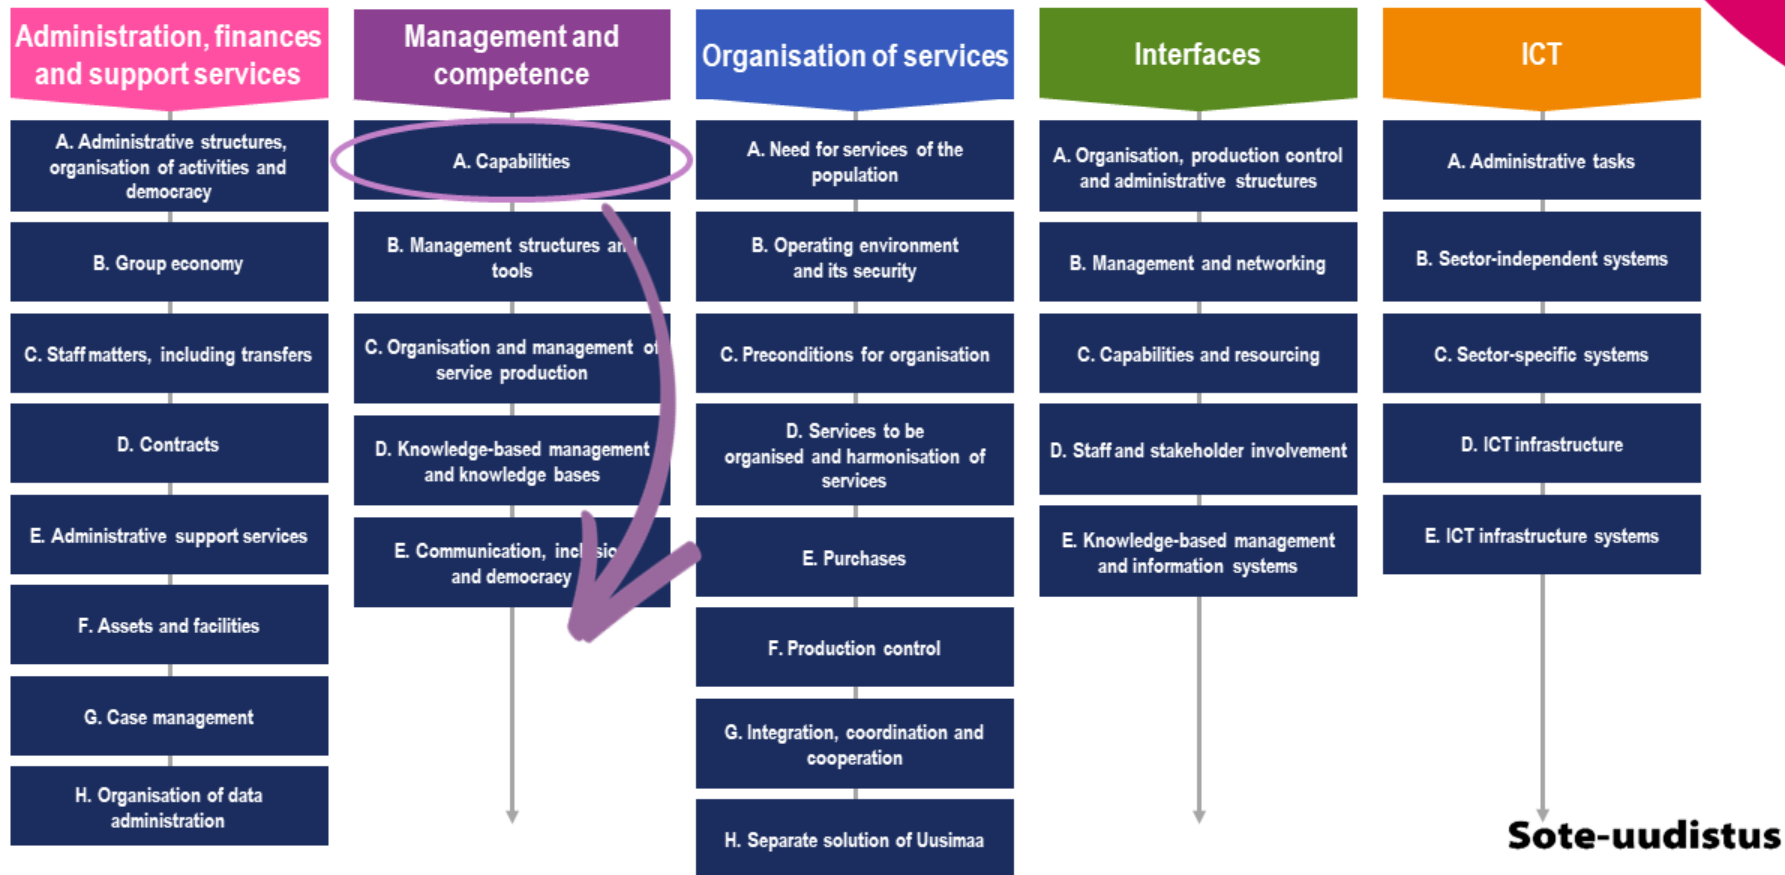 Administration, finances
and support services
A. Administrative structures,
organisation of activities and
democracy
B. Group economy
C. Staff matters, including transfers
D. Contracts
E. Administrative support services
F. Assets and facilities
G. Case management
H. Organisation of data
administration
Management and
competence
A. Capabilities
B. Management structures and
tools
C. Organisation and management of
service production
D. Knowledge-based management
and knowledge bases
E. Communication, inclusion
and democracy
Organisation of services
A. Need for services of the
population
B. Operating environment
and its security
C. Preconditions for organisation
D. Services to be
organised and harmonisation of
services
E. Purchases
F. Production control
G. Integration, coordination and
cooperation
H. Separate solution of Uusimaa
Interfaces
A. Organisation, production control
and administrative structures
B. Management and networking
C. Capabilities and resourcing
D. Staff and stakeholder involvement
E. Knowledge-based management
and information systems
ICT
A. Administrative tasks
B. Sector-independent systems
C. Sector-specific systems
D. ICT infrastructure
E. ICT infrastructure systems
Sote-uudistus